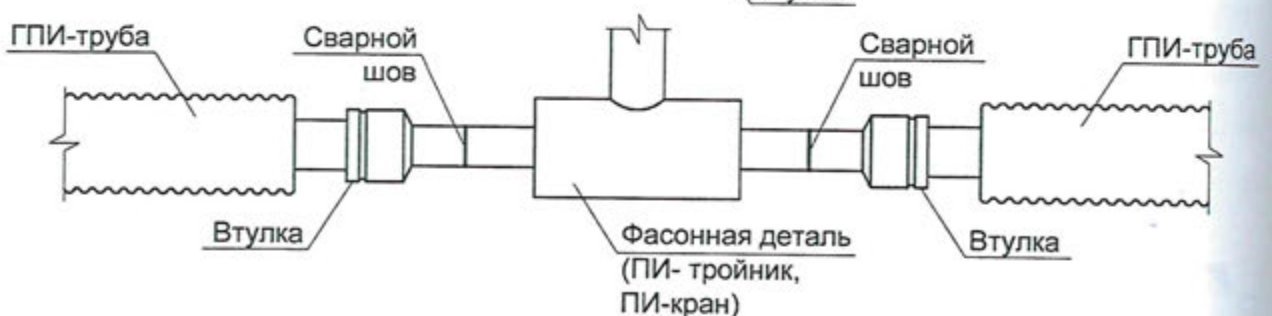 ГПИ-труба
Сварной
шов
Сварной
шов
ГПИ-труба
Втулка
Фасонная деталь
(ПИ- тройник,
ПИ-кран)
Втулка